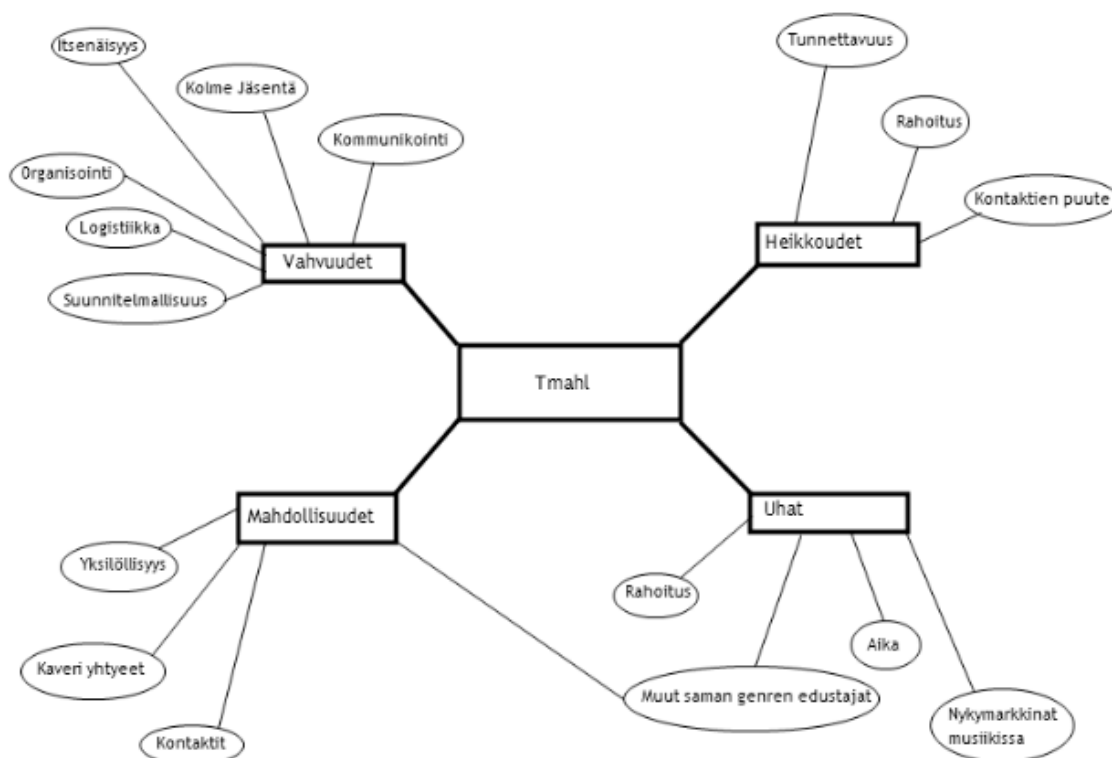 Itsenäisyys
Kolme Jäsentä
Kommunikointi
Organisointi
Logistiikka
Suunnitelmallisuus
Vahvuudet
Tunnettavuus
Rahoitus
Kontaktien puute
Heikkoudet
Tmahl
Mahdollisuudet
Yksilöllisyys
Kaveri yhtyeet
Kontaktit
Uhat
Rahoitus
Aika
Muut saman genren edustajat
Nykymarkkinat
musiikissa